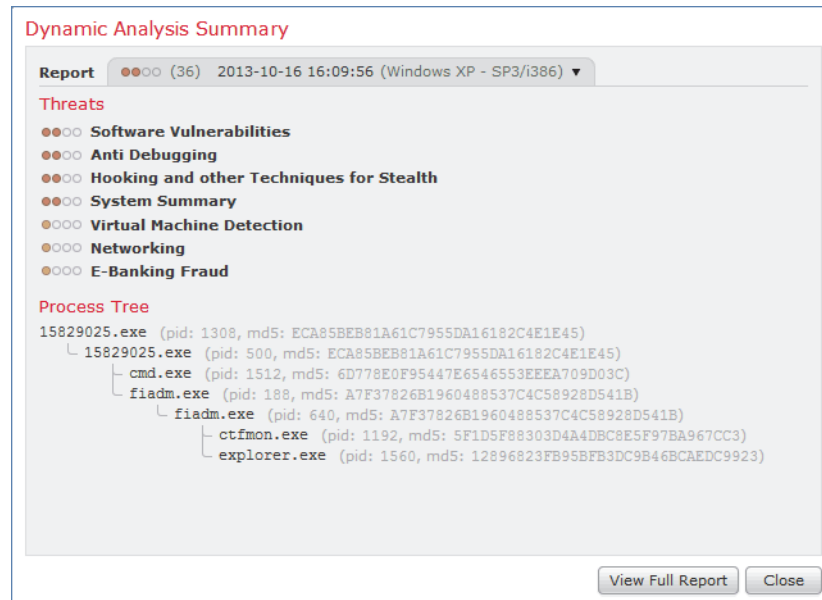 Dynamic Analysis Summary
Report (36) 2013-10-16 16:09:56 (Windows XP - SP3/i386)
Threats
Software Vulnerabilities
Anti Debugging
Hooking and other Techniques for Stealth
System Summary
Virtual Machine Detection
Networking
E-Banking Fraud
Process Tree
15829025.exe (pid: 1308, md5: ECA85BEB81A61C7955DA16182C4E1E45)
15829025.exe (pid: 500, md5: ECA85BEB81A61C7955DA16182C4E1E45)
cmd.exe (pid: 1512, md5: 6D778E0F95447E6546553EEEA709D03C)
fiadm.exe (pid: 188, md5: A7F37826B1960488537C4C58928D541B)
fiadm.exe (pid: 640, md5: A7F37826B1960488537C4C58928D541B)
ctfmon.exe (pid: 1192, md5: 5F1D5F88303D4A4DBC8E5F97BA967CC3)
explorer.exe (pid: 1560, md5: 12896823FB95BFB3DC9B46BCAEDC9923)
View Full Report
Close